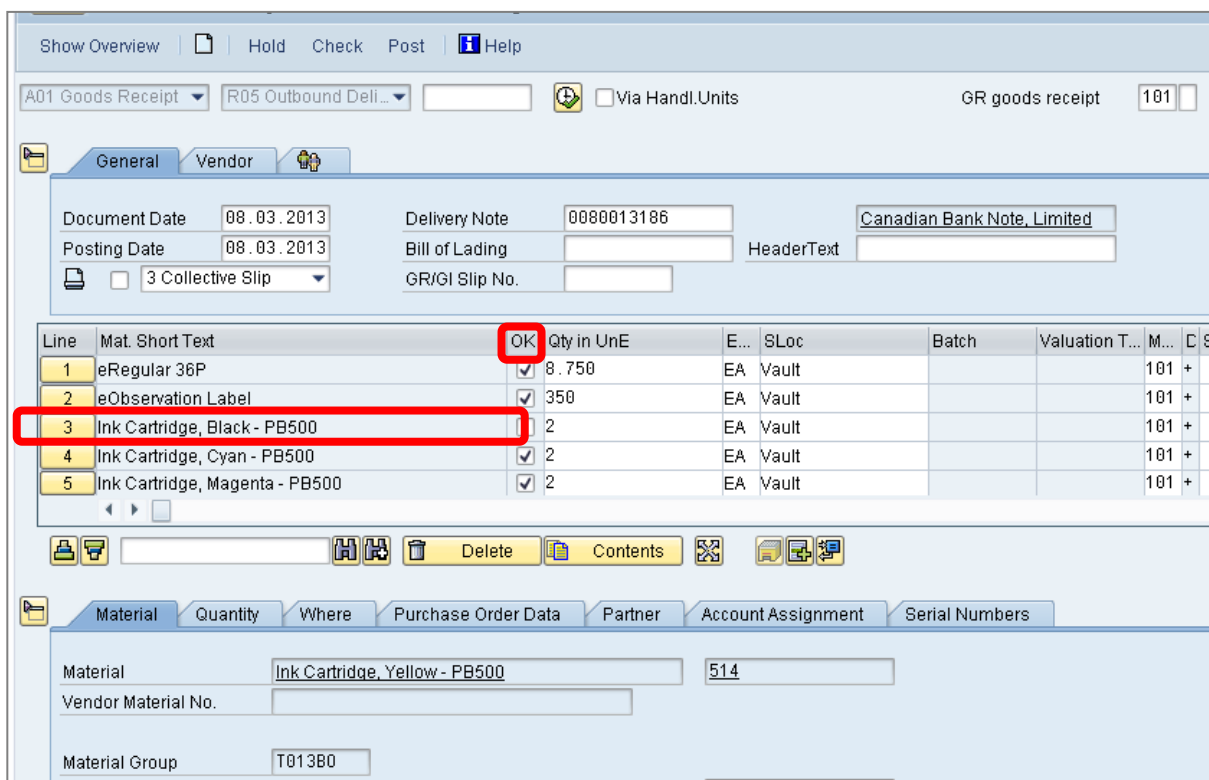 Show Overview Hold Check Post Help
A01 Goods Receipt R05 Outbound Deli... Via Handl.Units GR goods receipt 101
General Vendor
Document Date 08.03.2013 Delivery Note 0080013186 Canadian Bank Note, Limited
Posting Date 08.03.2013 Bill of Lading HeaderText
3 Collective Slip GR/GI Slip No.
Line Mat. Short Text OK Qty in UnE E... SLoc Batch Valuation T... M... D S
1 eRegular 36P 8.750 EA Vault 101 +
2 eObservation Label 350 EA Vault 101 +
3 Ink Cartridge, Black - PB500 2 EA Vault 101 +
4 Ink Cartridge, Cyan - PB500 2 EA Vault 101 +
5 Ink Cartridge, Magenta - PB500 2 EA Vault 101 +
Delete Contents
Material Quantity Where Purchase Order Data Partner Account Assignment Serial Numbers
Material Ink Cartridge, Yellow - PB500 514
Vendor Material No.
Material Group T013B0